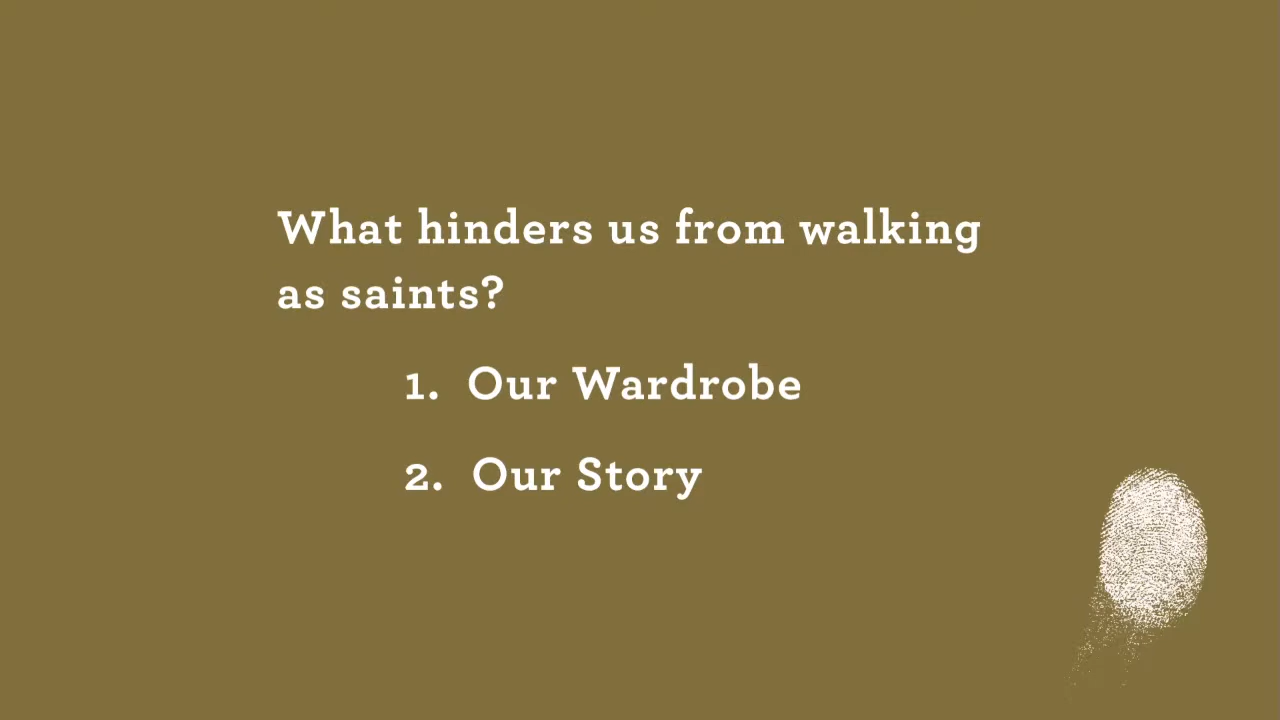 What hinders us from walking
as saints?
1. Our Wardrobe
2. Our Story